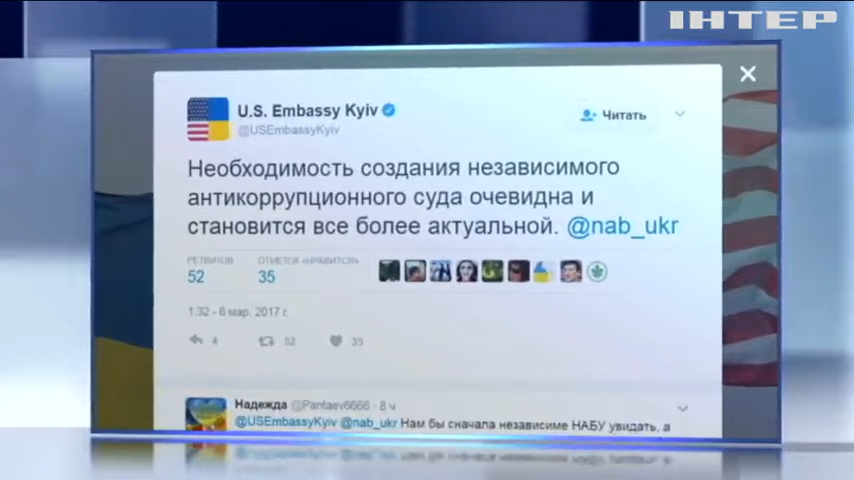 ІНТЕР
U.S. Embassy Kyiv
@USEmbassyKyiv
Читать
Необходимость создания независимого
антикоррупционного суда очевидна и
становится все более актуальной. @nab_ukr
РЕТВИТОВ ОТМЕТОК «НРАВИТСЯ»
52 35
1:32 - 6 мар. 2017 г.
4 52 35
Надежда @Pantaev6666 · 8 ч
@USEmbassyKyiv @nab_ukr Нам бы сначала независиме НАБУ увидать, а